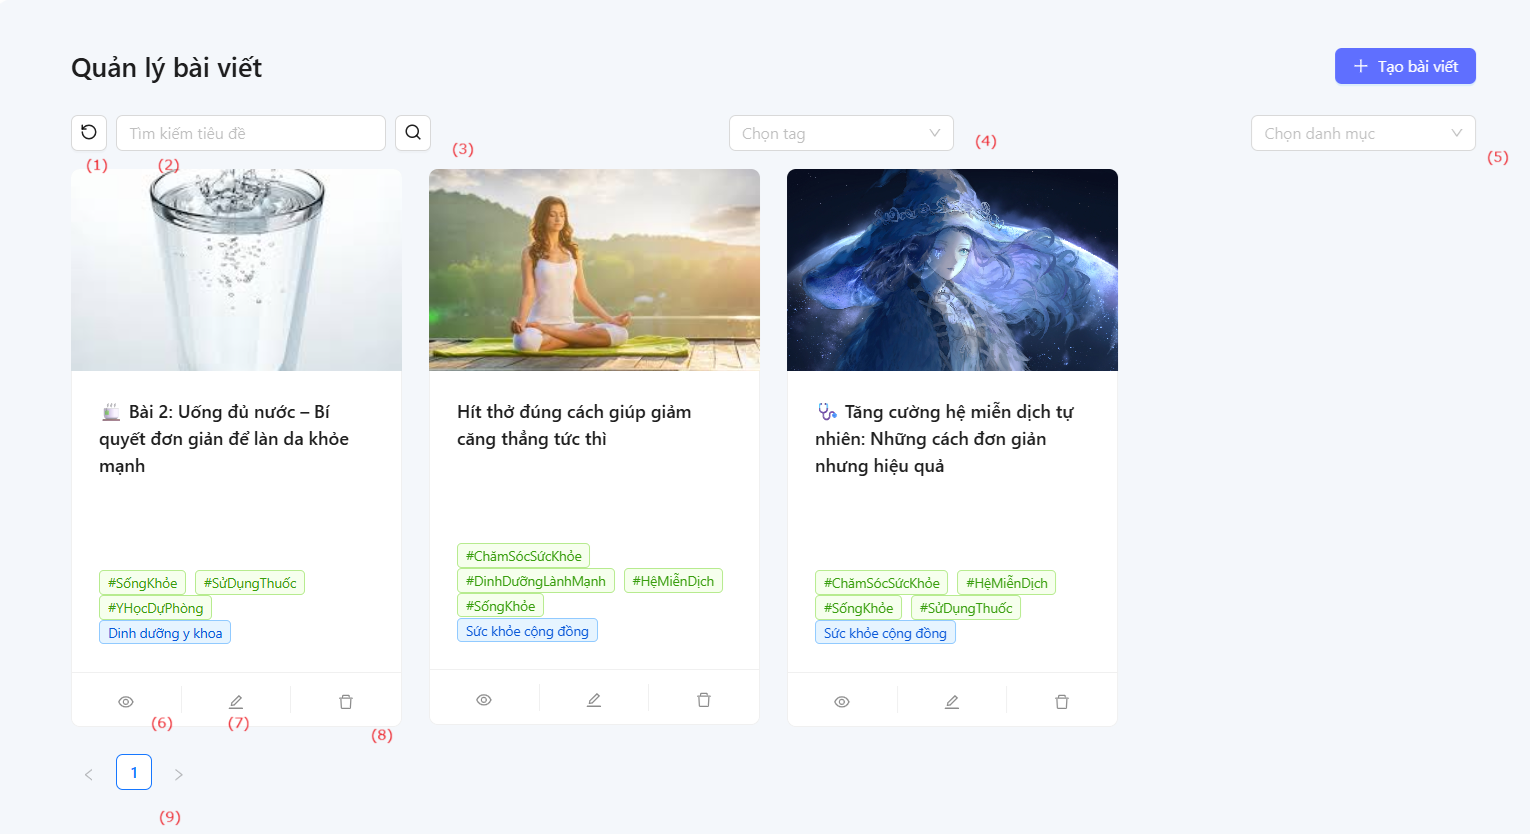 Quản lý bài viết
Tạo bài viết
Tìm kiếm tiêu đề
Chọn tag
Chọn danh mục
(1)
(2)
(3)
(4)
(5)
Bài 2: Uống đủ nước – Bí
quyết đơn giản để làn da khỏe
mạnh
#SốngKhỏe #SửDụngThuốc
#YHọcDựPhòng
Dinh dưỡng y khoa
Hít thở đúng cách giúp giảm
căng thẳng tức thì
#ChămSócSứcKhỏe
#DinhDưỡngLànhMạnh #HệMiễnDịch
#SốngKhỏe
Sức khỏe cộng đồng
Tăng cường hệ miễn dịch tự
nhiên: Những cách đơn giản
nhưng hiệu quả
#ChămSócSứcKhỏe #HệMiễnDịch
#SốngKhỏe #SửDụngThuốc
Sức khỏe cộng đồng
(6)
(7)
(8)
1
(9)